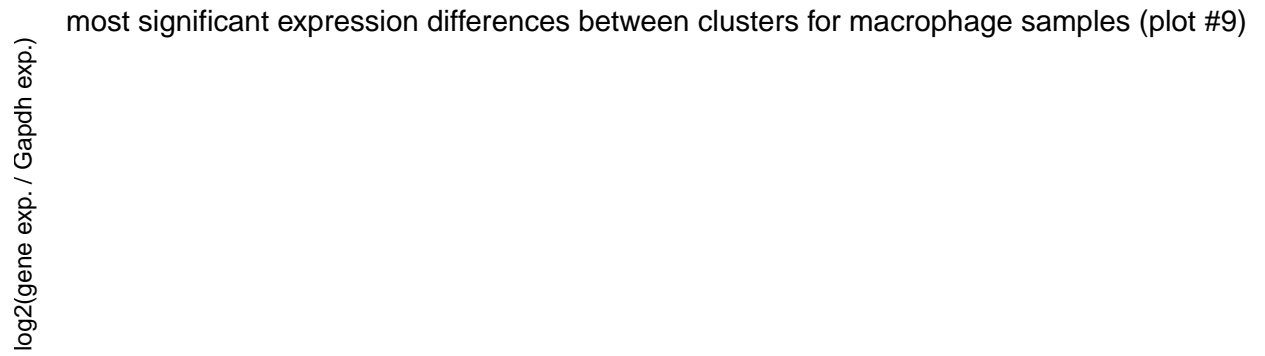 most significant expression differences between clusters for macrophage samples (plot #9)
log2(gene exp. / Gapdh exp.)